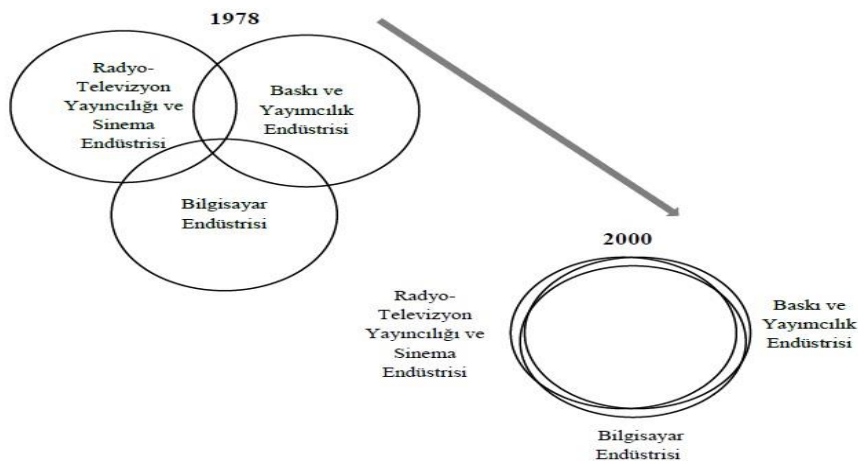 1978
Radyo-
Televizyon
Yayıncılığı ve
Sinema
Endüstrisi
Baskı ve
Yayımcılık
Endüstrisi
Bilgisayar
Endüstrisi
2000
Radyo-
Televizyon
Yayıncılığı ve
Sinema
Endüstrisi
Baskı ve
Yayımcılık
Endüstrisi
Bilgisayar
Endüstrisi